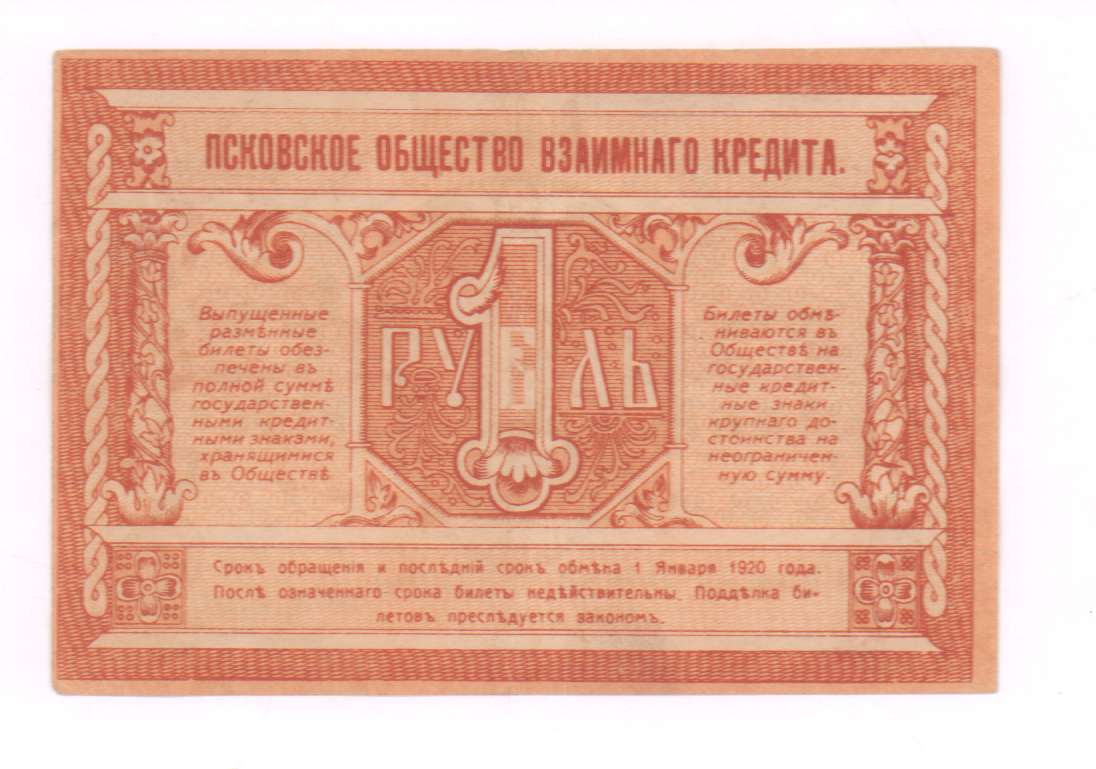 ПСКОВСКОЕ ОБЩЕСТВО ВЗАИМНАГО КРЕДИТА.
Выпущенные
размѣнные
билеты обез-
печены въ
полной суммѣ
государствен-
ными кредит-
ными знаками,
хранящимися
въ Обществѣ
1
РУБЛЬ
Билеты обмѣ-
ниваются въ
Обществѣ на
государствен-
ные кредит-
ные знаки
крупнаго до-
стоинства на
неограничен-
ную сумму.
Срокъ обращенія и послѣдній срокъ обмѣна 1 Января 1920 года.
Послѣ означеннаго срока билеты недѣйствительны. Поддѣлка би-
летовъ преслѣдуется закономъ.